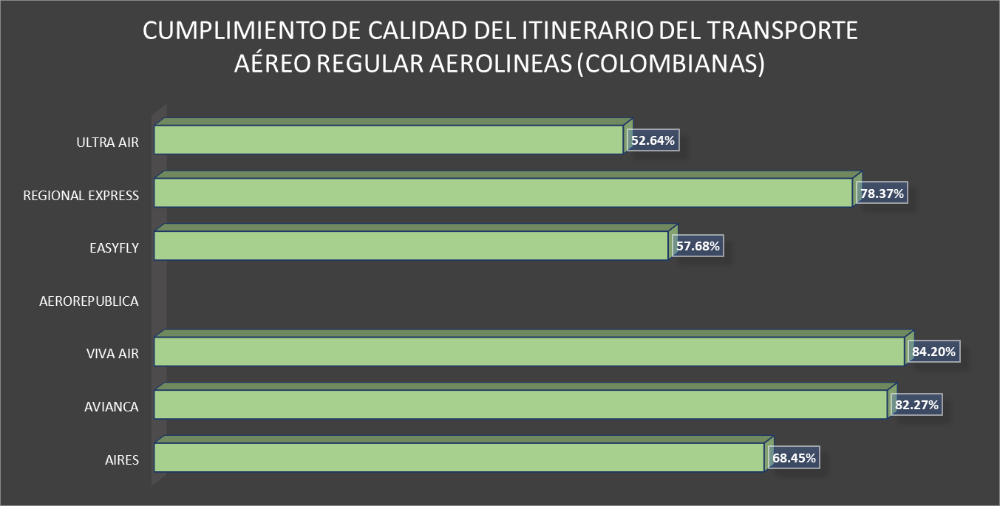 CUMPLIMIENTO DE CALIDAD DEL ITINERARIO DEL TRANSPORTE
AÉREO REGULAR AEROLINEAS (COLOMBIANAS)
ULTRA AIR 52.64%
REGIONAL EXPRESS 78.37%
EASYFLY 57.68%
AEROREPUBLICA
VIVA AIR 84.20%
AVIANCA 82.27%
AIRES 68.45%